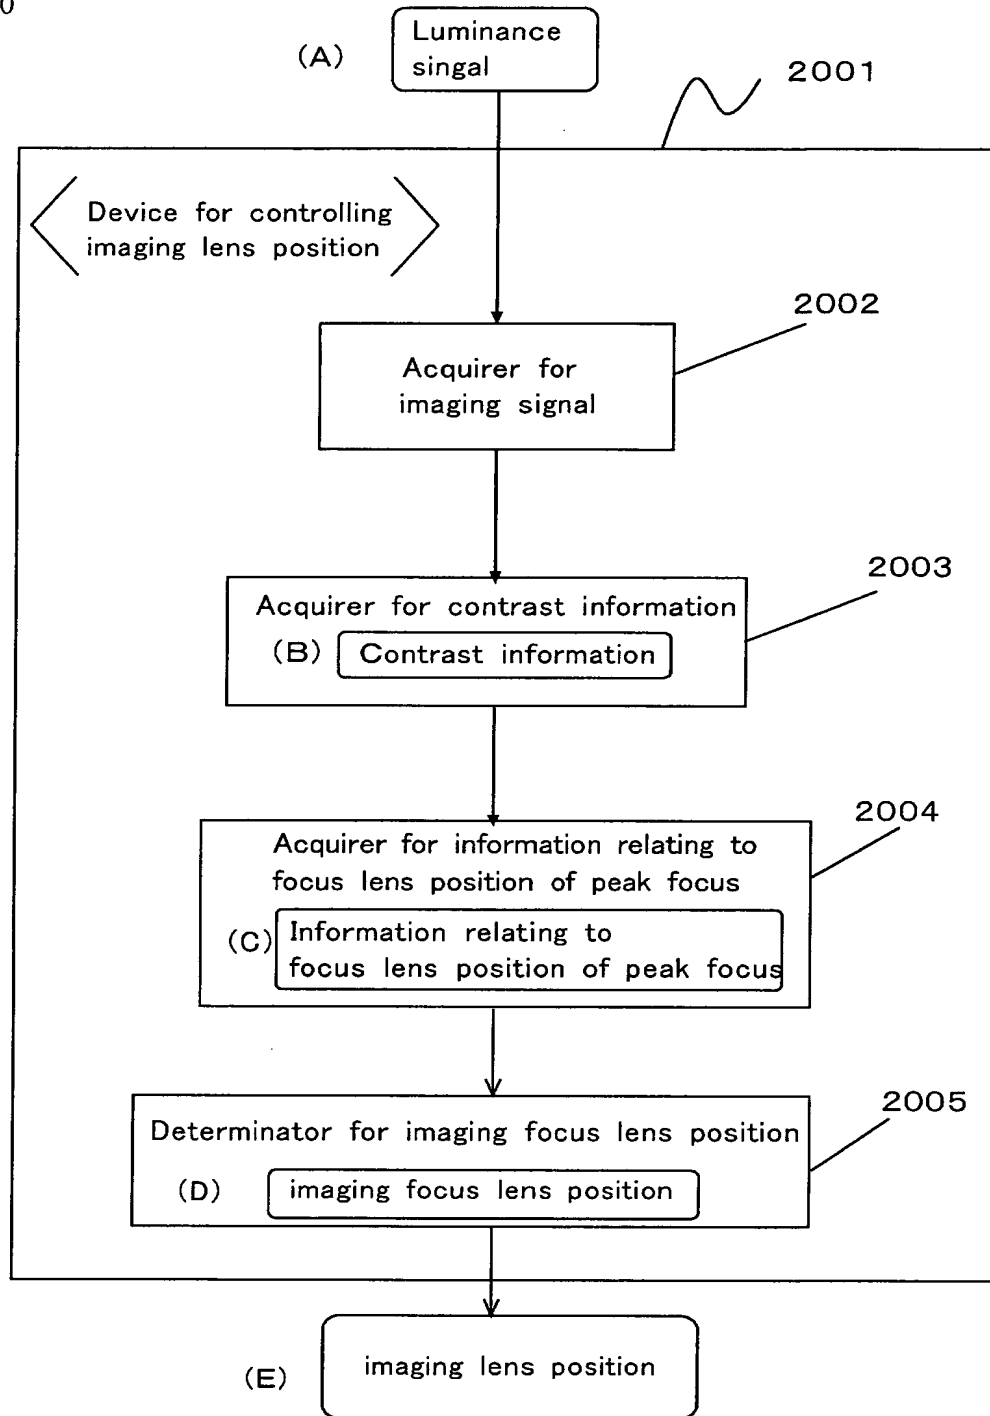 0
(A)
Luminance
singal
2001
Device for controlling
imaging lens position
2002
Acquirer for
imaging signal
2003
Acquirer for contrast information
(B)
Contrast information
2004
Acquirer for information relating to
focus lens position of peak focus
(C)
Information relating to
focus lens position of peak focus
2005
Determinator for imaging focus lens position
(D)
imaging focus lens position
(E)
imaging lens position